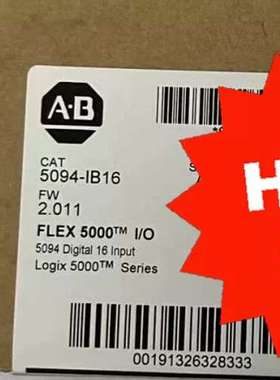 A·B
CAT
5094-IB16
FW
2.011
FLEX 5000™ I/O
5094 Digital 16 Input
Logix 5000™ Series
00191326328333
H